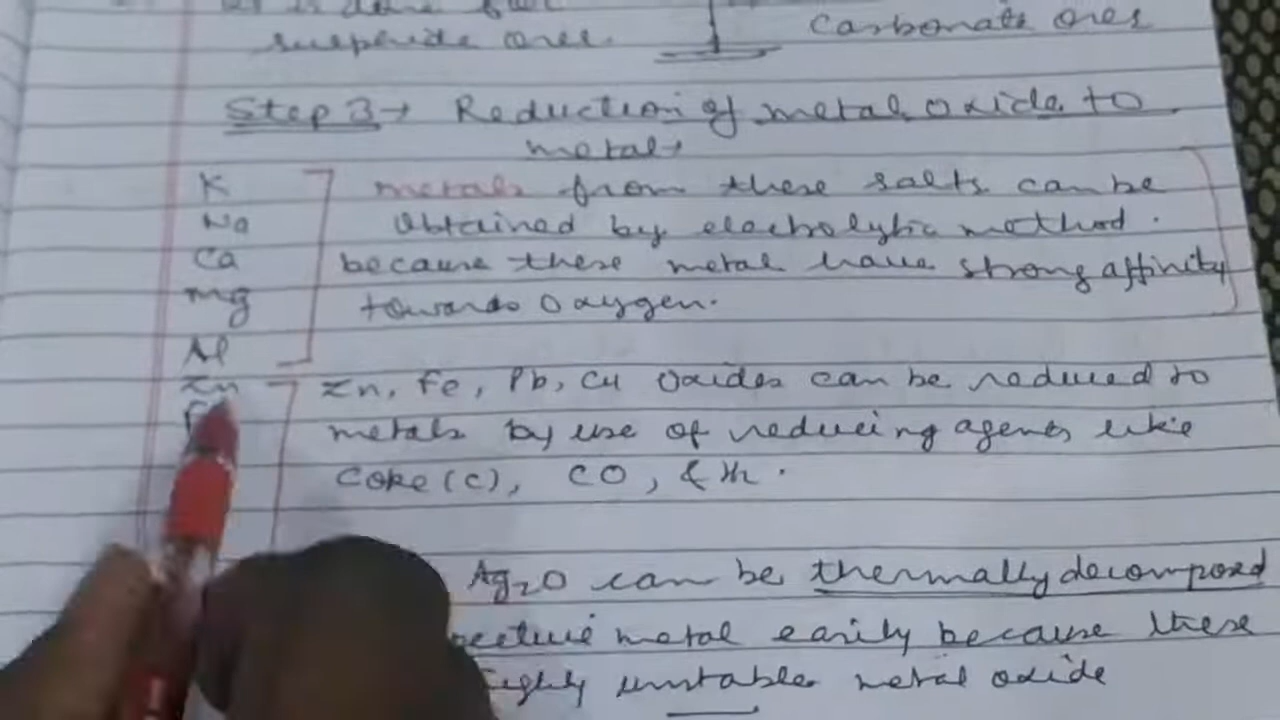 sulphide ores.
Carbonate ores
Step 3→ Reduction of metal oxide to
metal→
K
Na
Ca
Mg
Al
metals from these salts can be
obtained by electrolytic method.
because these metal have strong affinity
towards oxygen.
Zn
Zn, Fe, Pb, Cu oxides can be reduced to
metals by use of reducing agents like
Coke (C), CO, &
Ag₂O can be thermally decomposed
metal easily because these
unstable metal oxide